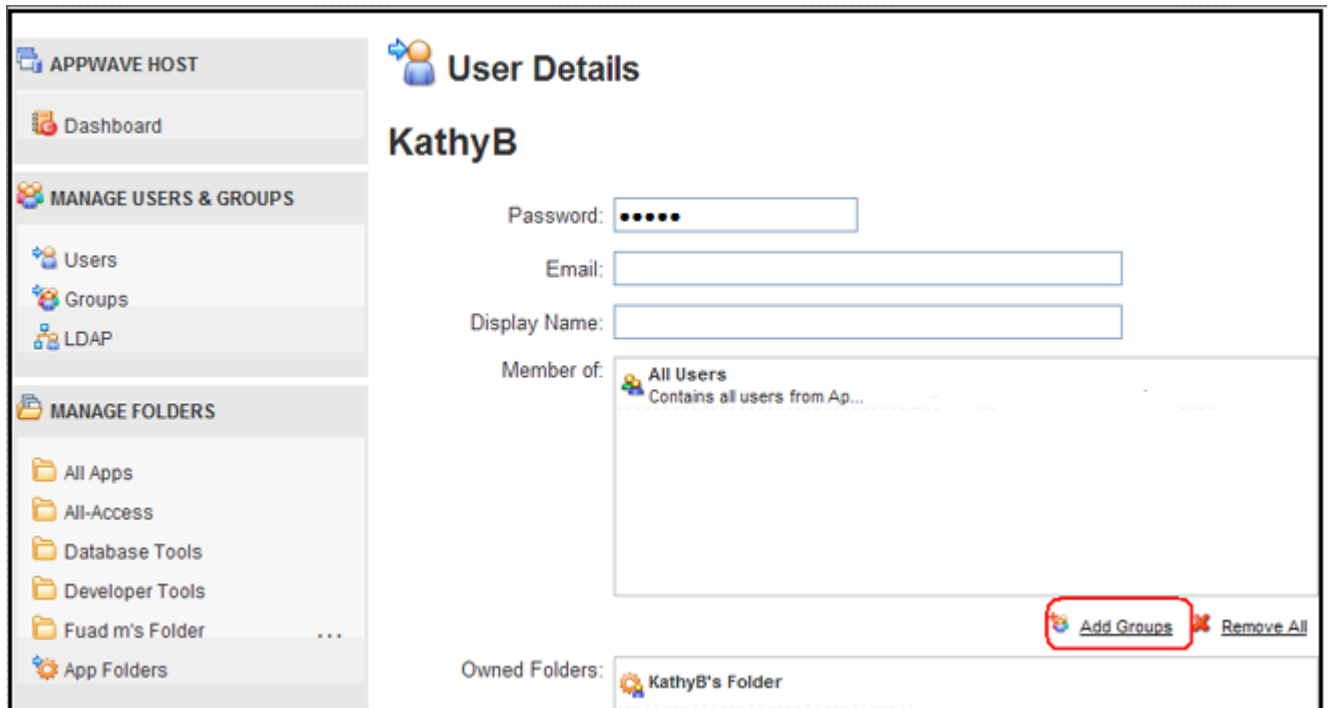 APPWAVE HOST
Dashboard
MANAGE USERS & GROUPS
Users
Groups
LDAP
MANAGE FOLDERS
All Apps
All-Access
Database Tools
Developer Tools
Fuad m's Folder ...
App Folders
User Details
KathyB
Password: •••••
Email:
Display Name:
Member of:
All Users
Contains all users from Ap...
Add Groups Remove All
Owned Folders:
KathyB's Folder